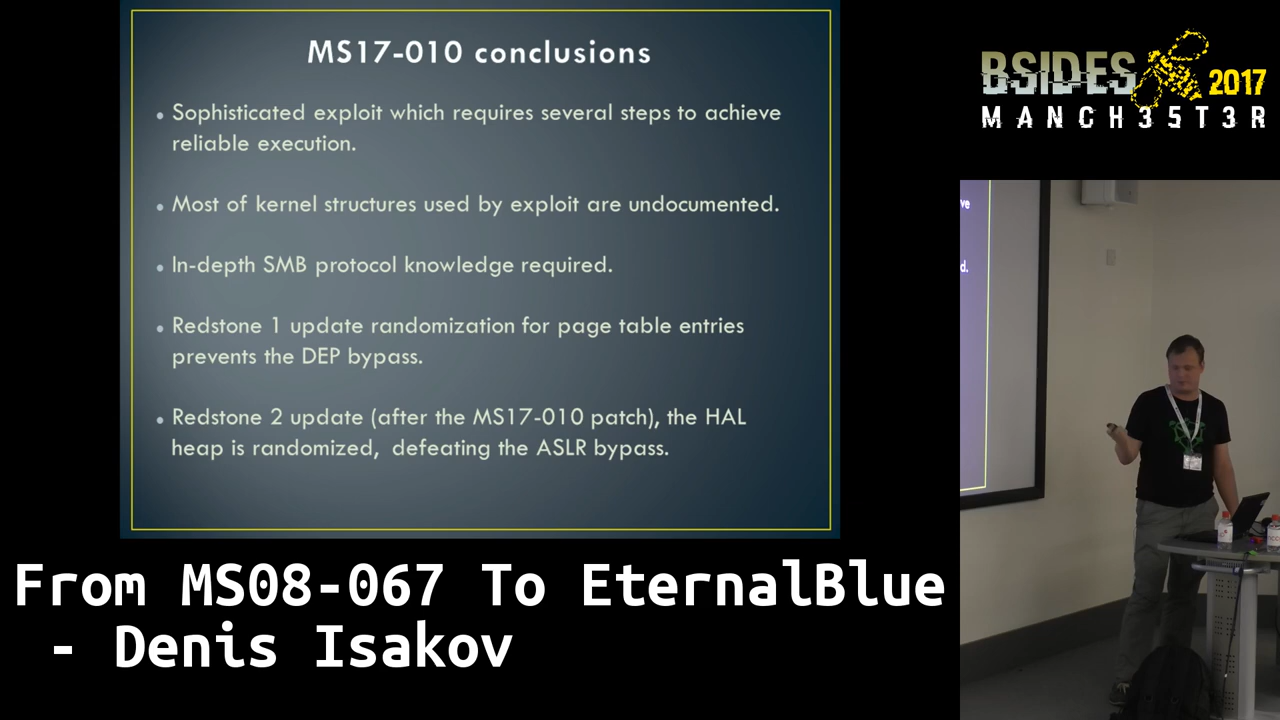 MS17-010 conclusions
• Sophisticated exploit which requires several steps to achieve
reliable execution.
• Most of kernel structures used by exploit are undocumented.
• In-depth SMB protocol knowledge required.
• Redstone 1 update randomization for page table entries
prevents the DEP bypass.
• Redstone 2 update (after the MS17-010 patch), the HAL
heap is randomized, defeating the ASLR bypass.
BSIDES 2017
MANCH35T3R
ve
d.
From MS08-067 To EternalBlue
- Denis Isakov